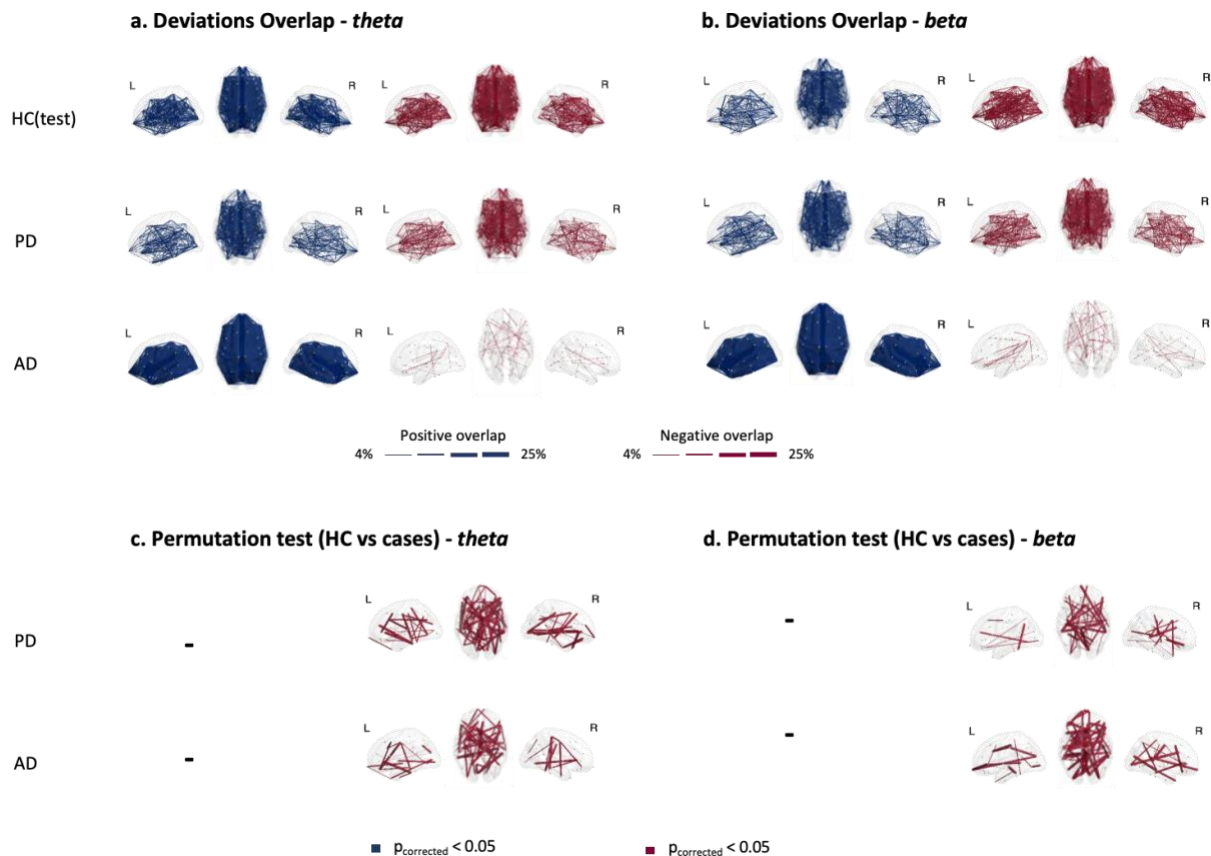 a. Deviations Overlap - theta
b. Deviations Overlap - beta
L R L R
HC(test)
L R L R
PD
L R L R
AD
Positive overlap Negative overlap
4% 25% 4% 25%
c. Permutation test (HC vs cases) - theta
d. Permutation test (HC vs cases) - beta
L R L R
PD - -
L R L R
AD - -
pcorrected < 0.05 pcorrected < 0.05